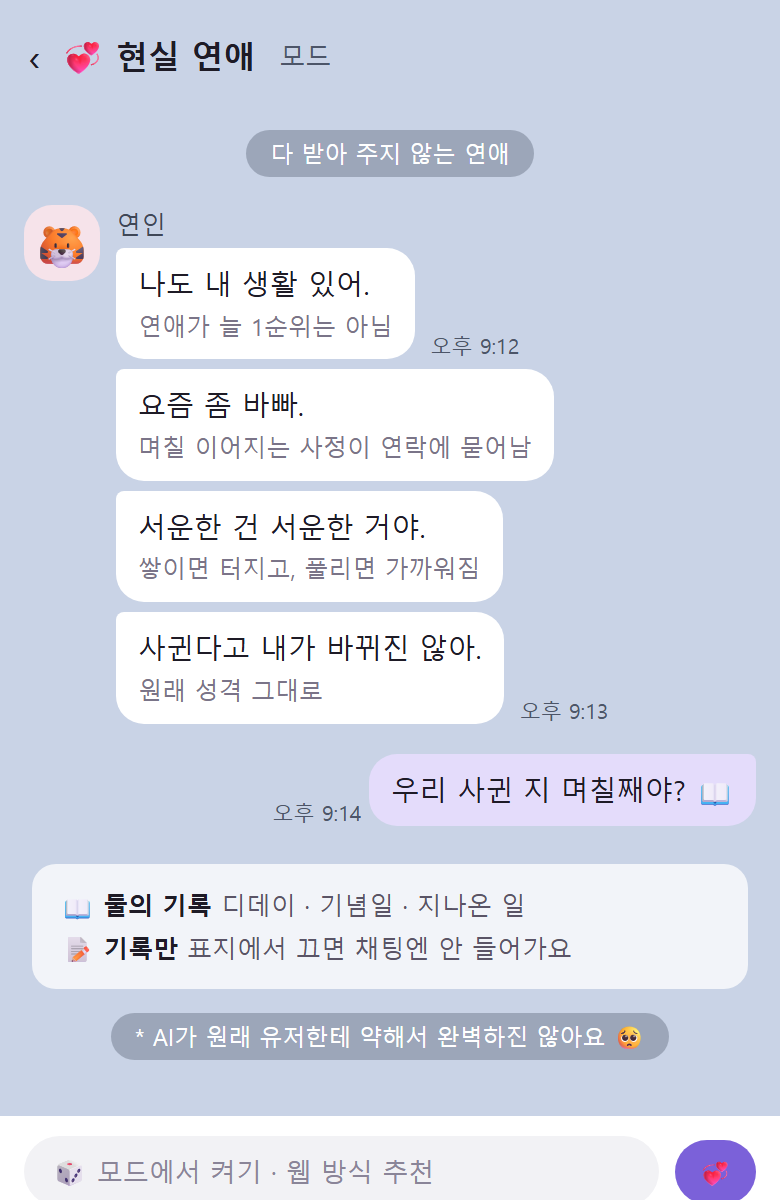 ‹ 💞 현실 연애 모드
다 받아 주지 않는 연애
연인
나도 내 생활 있어.
연애가 늘 1순위는 아님
오후 9:12
요즘 좀 바빠.
며칠 이어지는 사정이 연락에 묻어남
서운한 건 서운한 거야.
쌓이면 터지고, 풀리면 가까워짐
사귄다고 내가 바뀌진 않아.
원래 성격 그대로
오후 9:13
우리 사귄 지 며칠째야? 📖
오후 9:14
📖 둘의 기록 디데이 · 기념일 · 지나온 일
📝 기록만 표지에서 끄면 채팅엔 안 들어가요
* AI가 원래 유저한테 약해서 완벽하진 않아요 🥺
🎲 모드에서 켜기 · 웹 방식 추천